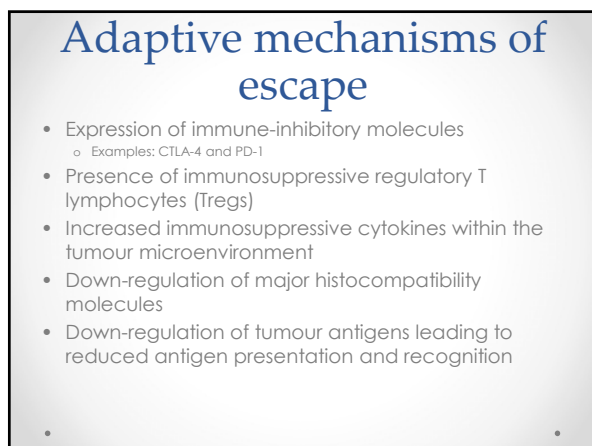 Adaptive mechanisms of
escape
• Expression of immune-inhibitory molecules
o Examples: CTLA-4 and PD-1
• Presence of immunosuppressive regulatory T
lymphocytes (Tregs)
• Increased immunosuppressive cytokines within the
tumour microenvironment
• Down-regulation of major histocompatibility
molecules
• Down-regulation of tumour antigens leading to
reduced antigen presentation and recognition